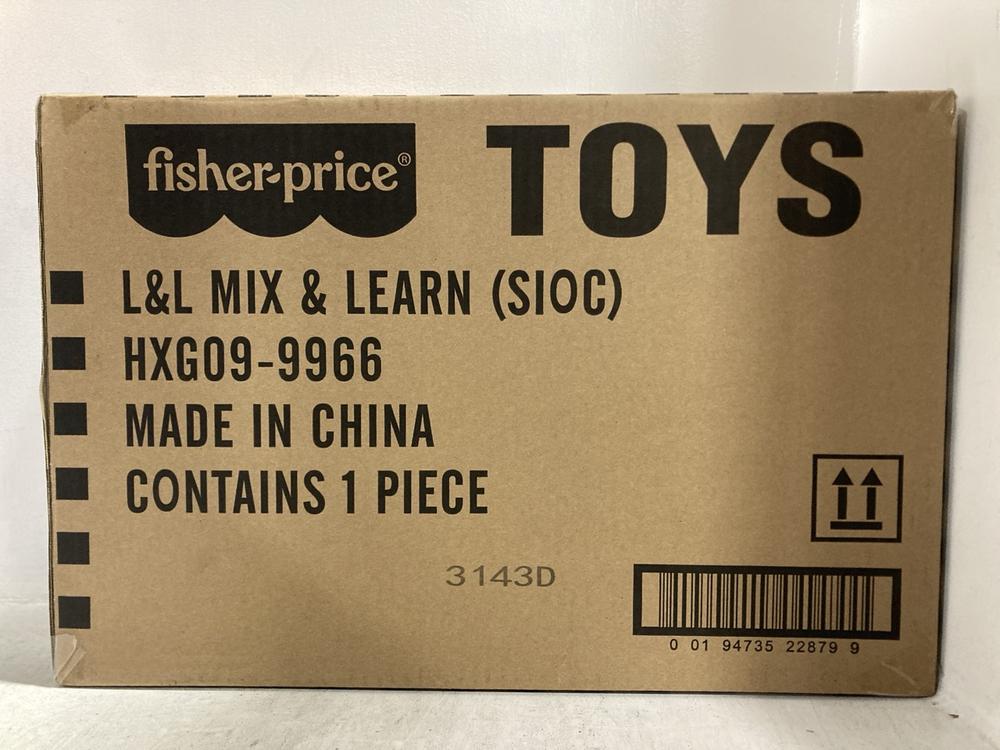 fisher-price®
TOYS
L&L MIX & LEARN (SIOC)
HXG09-9966
MADE IN CHINA
CONTAINS 1 PIECE
3143D
0 01 94735 22879 9